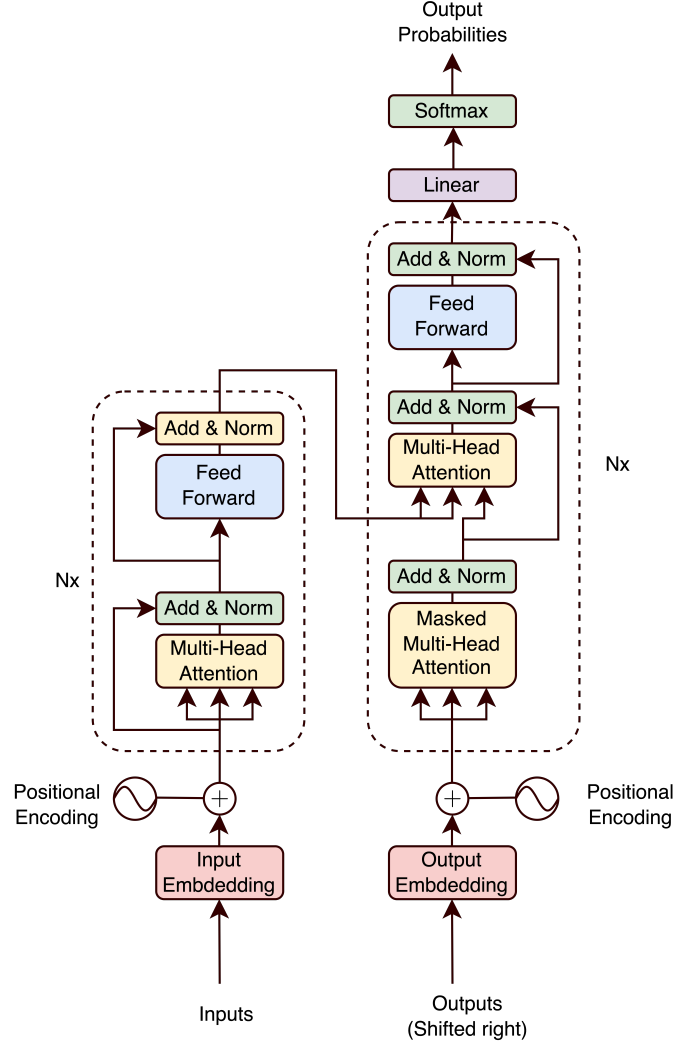 Output
Probabilities
Softmax
Linear
Add & Norm
Feed
Forward
Add & Norm
Multi-Head
Attention
Nx
Add & Norm
Masked
Multi-Head
Attention
Add & Norm
Feed
Forward
Nx
Add & Norm
Multi-Head
Attention
Positional
Encoding
+
+
Positional
Encoding
Input
Embdedding
Output
Embdedding
Inputs
Outputs
(Shifted right)